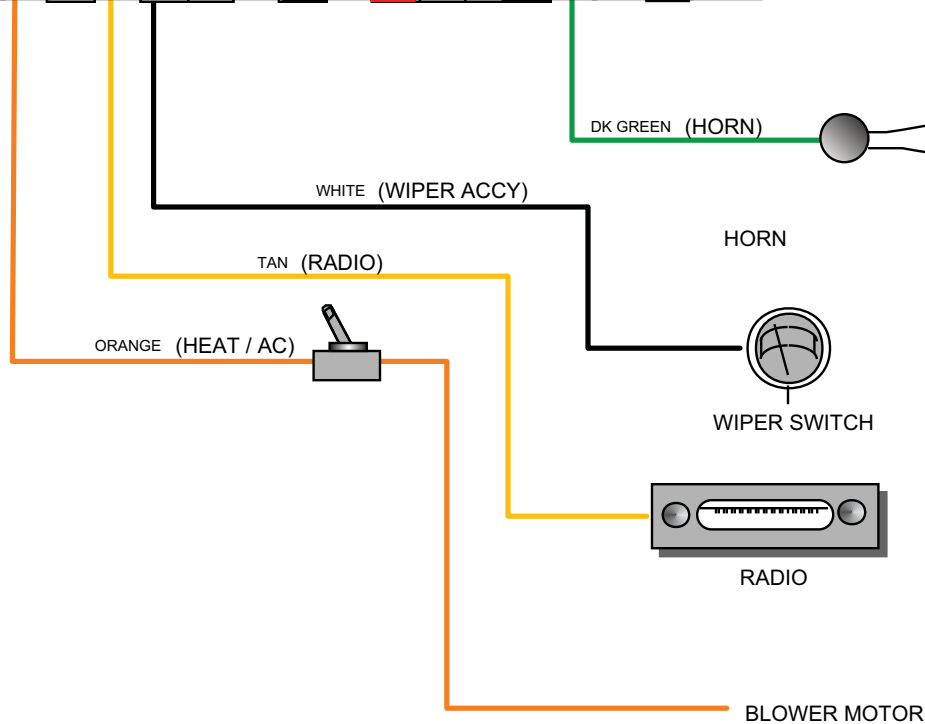 DK GREEN (HORN)
WHITE (WIPER ACCY)
HORN
TAN (RADIO)
ORANGE (HEAT / AC)
WIPER SWITCH
RADIO
BLOWER MOTOR